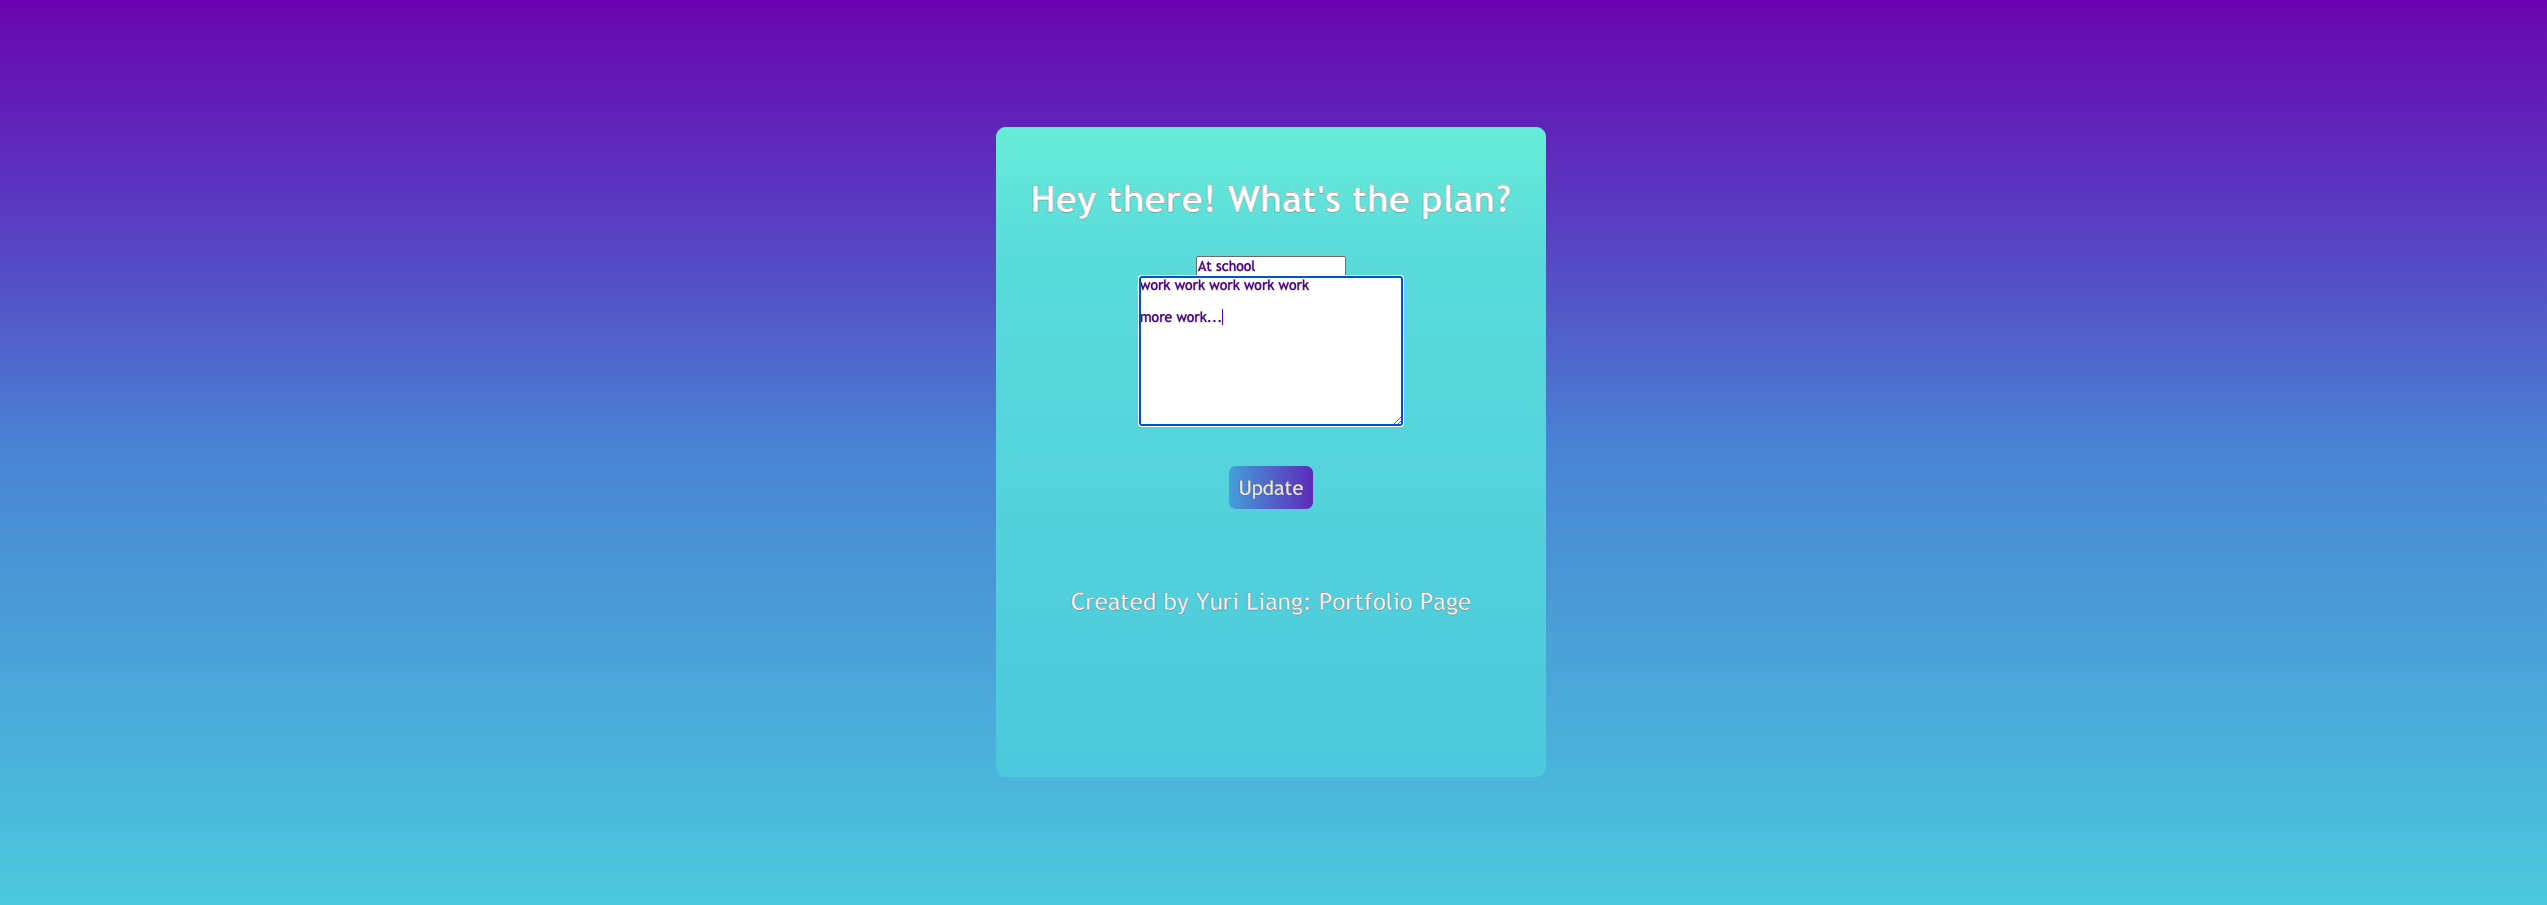 Hey there! What's the plan?
At school
work work work work work
more work...
Update
Created by Yuri Liang: Portfolio Page